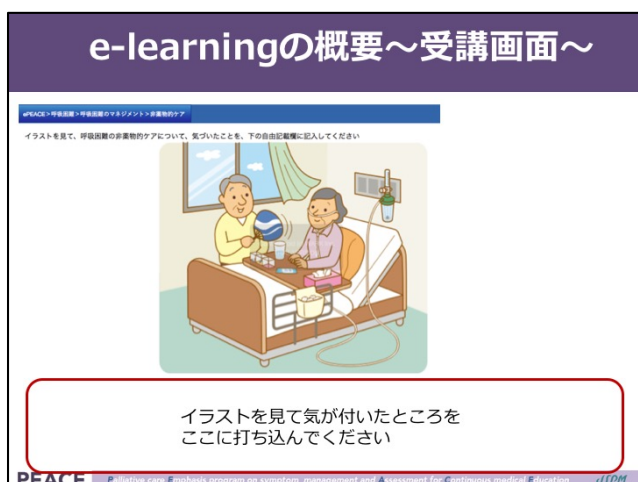 e-learningの概要～受講画面～
ePEACE>呼吸困難>呼吸困難のマネジメント>非薬物的ケア
イラストを見て、呼吸困難の非薬物的ケアについて、気づいたことを、下の自由記載欄に記入してください
イラストを見て気が付いたところを
ここに打ち込んでください
PEACE Palliative care Emphasis program on symptom management and Assessment for Continuous medical Education JSPM